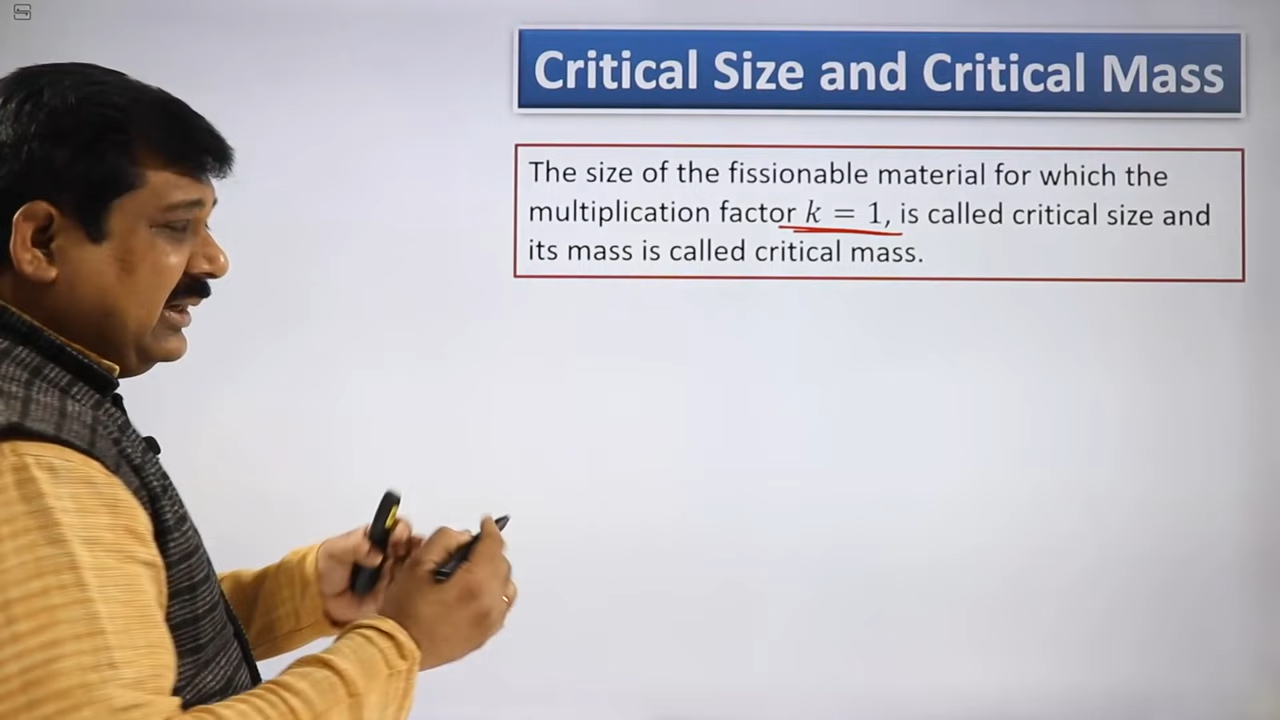 Critical Size and Critical Mass
The size of the fissionable material for which the
multiplication factor k = 1, is called critical size and
its mass is called critical mass.